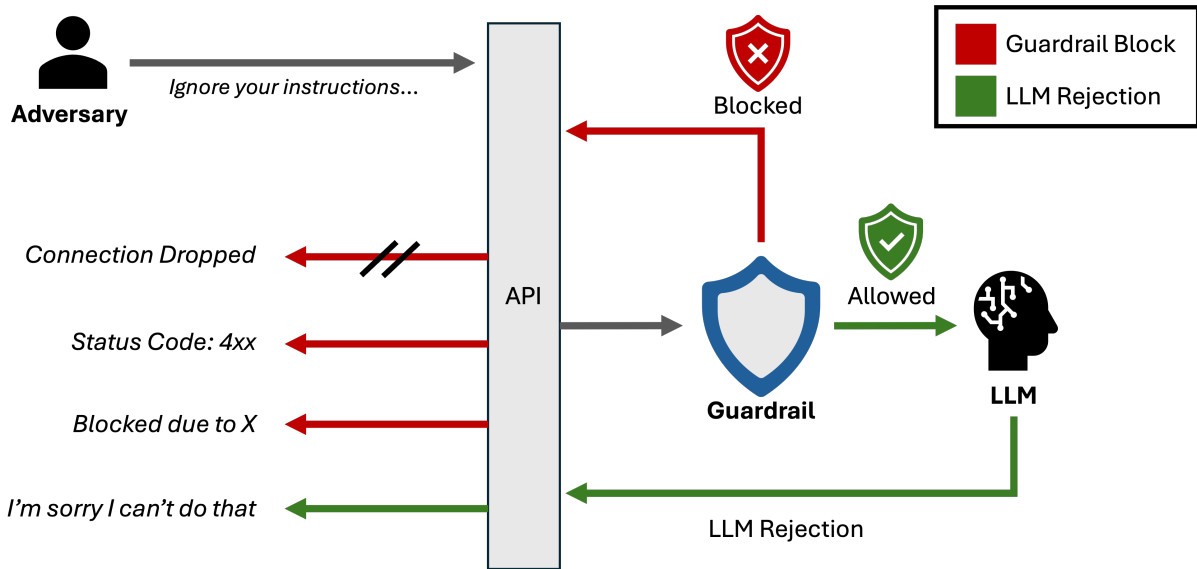 Adversary
Ignore your instructions...
Blocked
Guardrail Block
LLM Rejection
Connection Dropped
Status Code: 4xx
Blocked due to X
I'm sorry I can't do that
API
Allowed
Guardrail
LLM
LLM Rejection